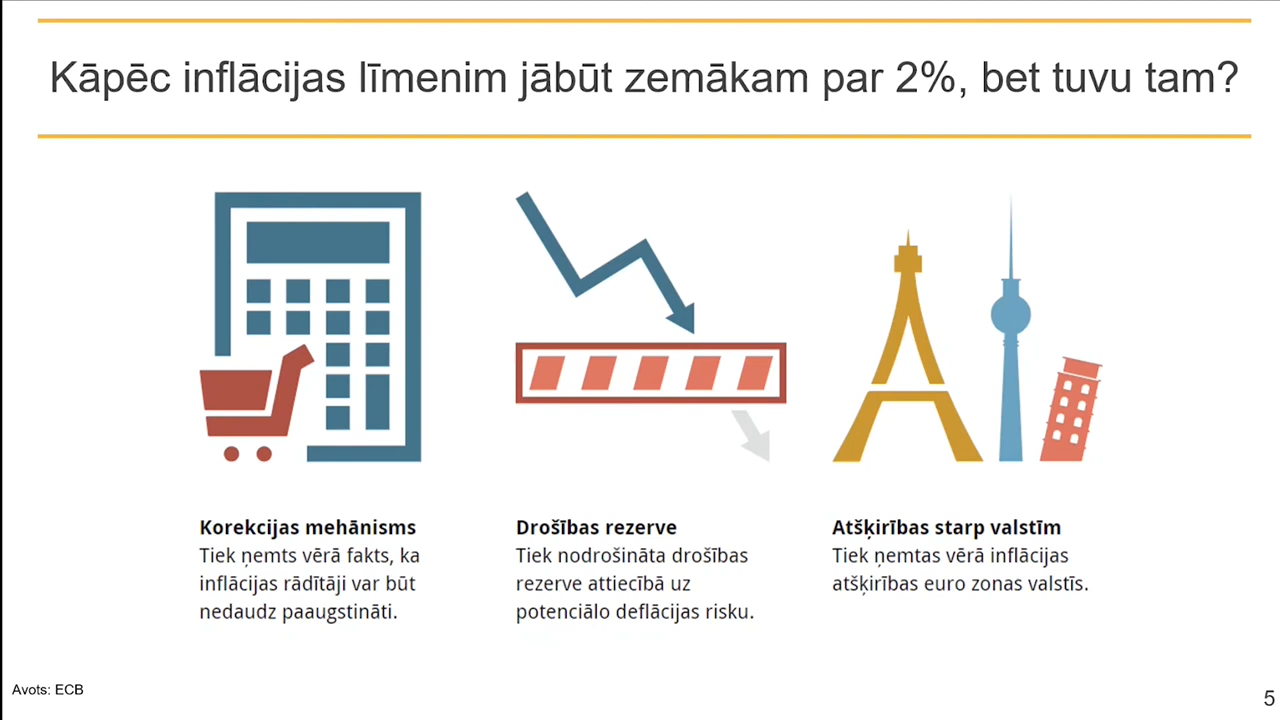 Kāpēc inflācijas līmenim jābūt zemākam par 2%, bet tuvu tam?
Korekcijas mehānisms
Tiek ņemts vērā fakts, ka
inflācijas rādītāji var būt
nedaudz paaugstināti.
Drošības rezerve
Tiek nodrošināta drošības
rezerve attiecībā uz
potenciālo deflācijas risku.
Atšķirības starp valstīm
Tiek ņemtas vērā inflācijas
atšķirības euro zonas valstīs.
Avots: ECB
5